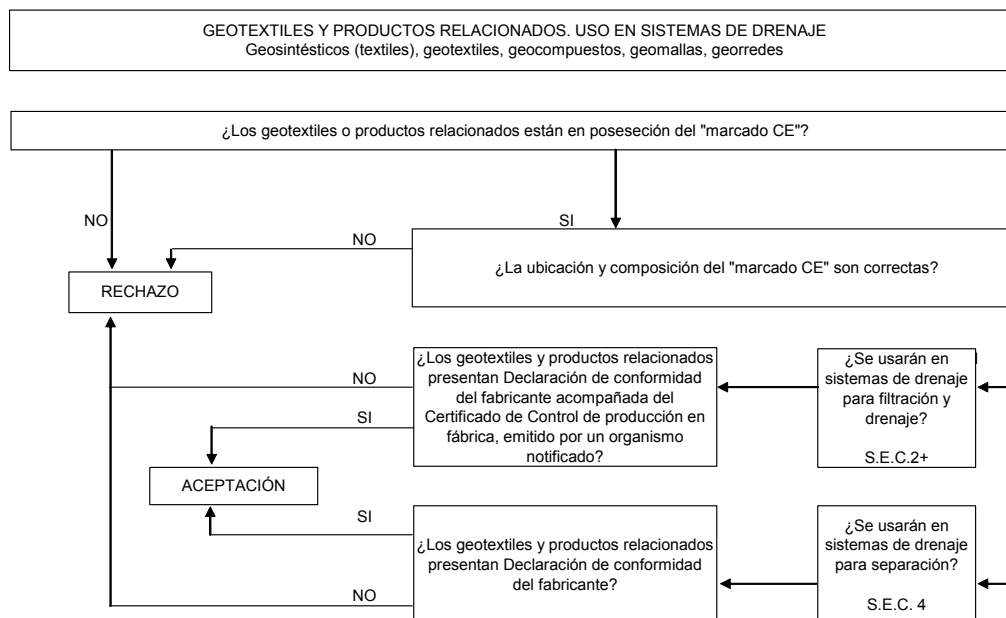 GEOTEXTILES Y PRODUCTOS RELACIONADOS. USO EN SISTEMAS DE DRENAJE
Geosintésticos (textiles), geotextiles, geocompuestos, geomallas, georredes
¿Los geotextiles o productos relacionados están en poseseción del "marcado CE"?
NO
SI
NO
¿La ubicación y composición del "marcado CE" son correctas?
RECHAZO
¿Los geotextiles y productos relacionados
presentan Declaración de conformidad
del fabricante acompañada del
Certificado de Control de producción en
fábrica, emitido por un organismo
notificado?
¿Se usarán en
sistemas de drenaje
para filtración y
drenaje?
S.E.C.2+
NO
SI
ACEPTACIÓN
SI
¿Los geotextiles y productos relacionados
presentan Declaración de conformidad
del fabricante?
¿Se usarán en
sistemas de drenaje
para separación?
S.E.C. 4
NO